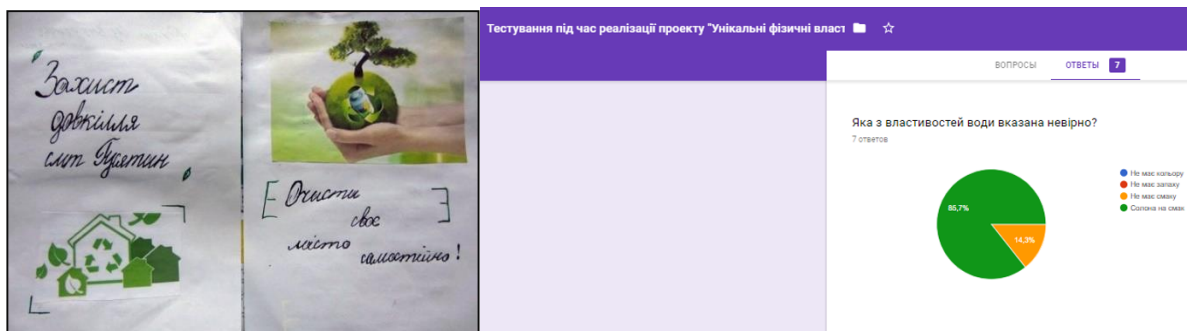 Захист
довкілля
смт Гусятин
Очисти
своє
місто
самостійно!
Тестування під час реалізації проекту "Унікальні фізичні власт
ВОПРОСЫ
ОТВЕТЫ 7
Яка з властивостей води вказана невірно?
7 ответов
85,7%
14,3%
Не має кольору
Не має запаху
Не має смаку
Солона на смак